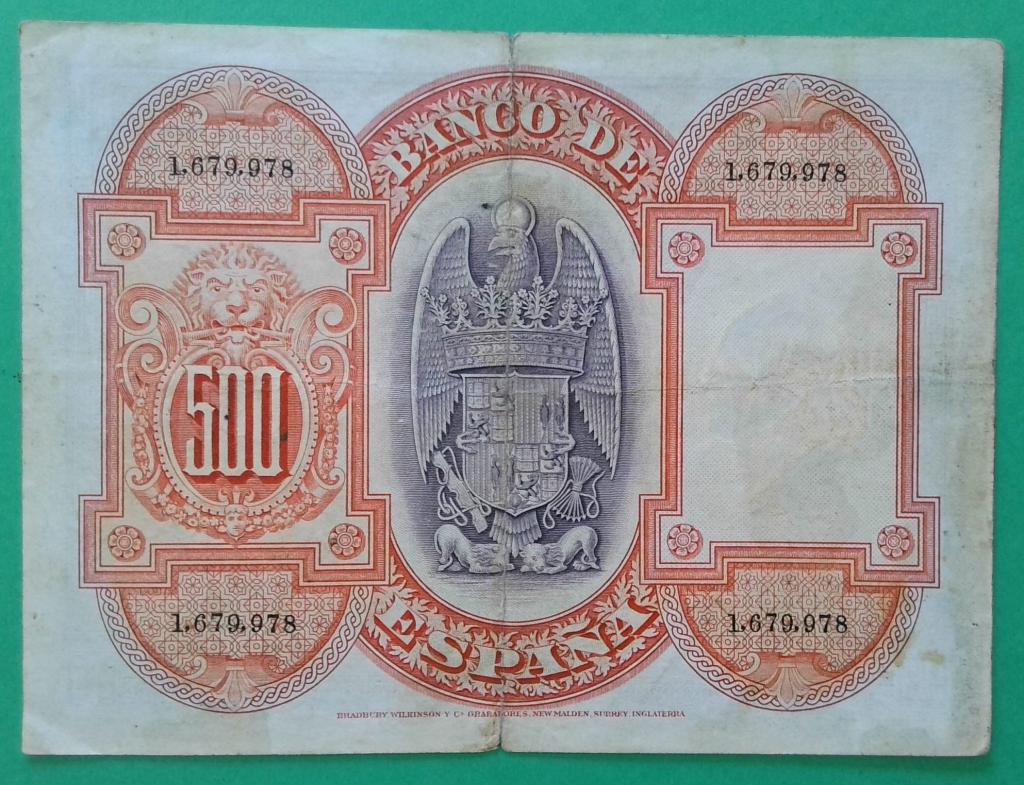 BANCO DE
1,679,978
1,679,978
500
1,679,978
1,679,978
ESPAÑA
BRADBURY WILKINSON Y Cª GRABADORES, NEW MALDEN, SURREY, INGLATERRA